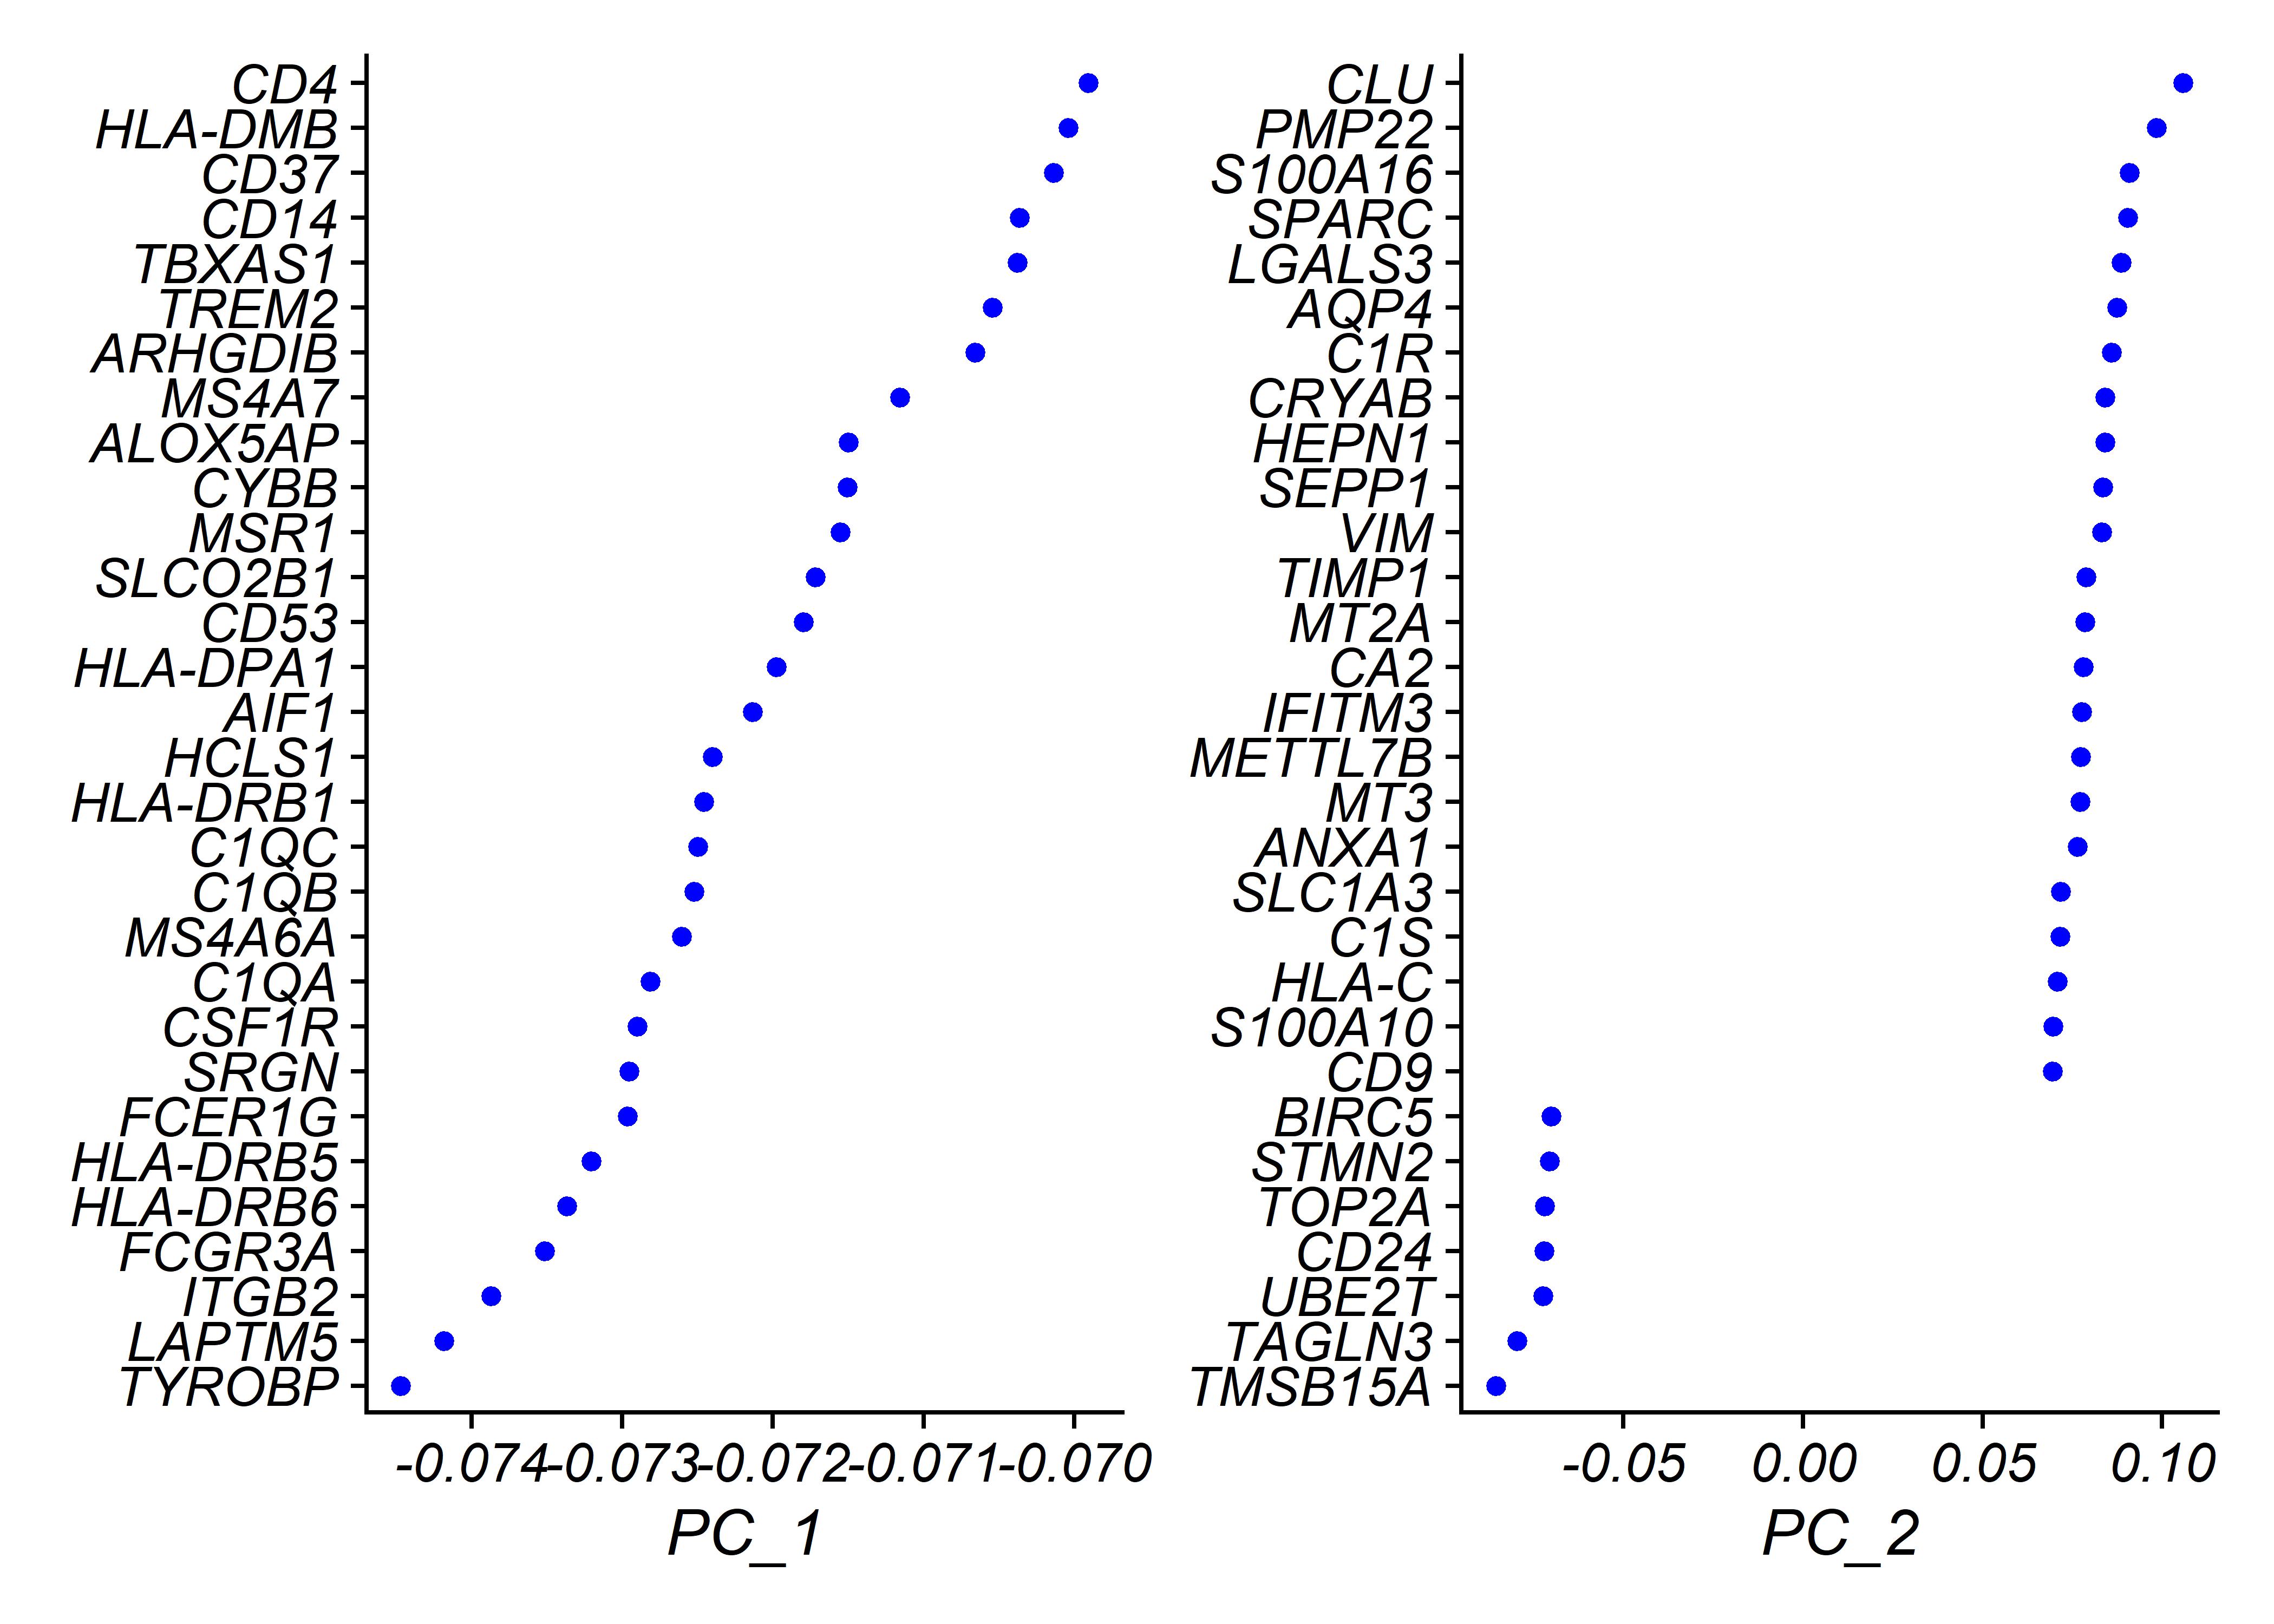 CD4
HLA-DMB
CD37
CD14
TBXAS1
TREM2
ARHGDIB
MS4A7
ALOX5AP
CYBB
MSR1
SLCO2B1
CD53
HLA-DPA1
AIF1
HCLS1
HLA-DRB1
C1QC
C1QB
MS4A6A
C1QA
CSF1R
SRGN
FCER1G
HLA-DRB5
HLA-DRB6
FCGR3A
ITGB2
LAPTM5
TYROBP
-0.074 -0.073 -0.072 -0.071 -0.070
PC_1
CLU
PMP22
S100A16
SPARC
LGALS3
AQP4
C1R
CRYAB
HEPN1
SEPP1
VIM
TIMP1
MT2A
CA2
IFITM3
METTL7B
MT3
ANXA1
SLC1A3
C1S
HLA-C
S100A10
CD9
BIRC5
STMN2
TOP2A
CD24
UBE2T
TAGLN3
TMSB15A
-0.05 0.00 0.05 0.10
PC_2